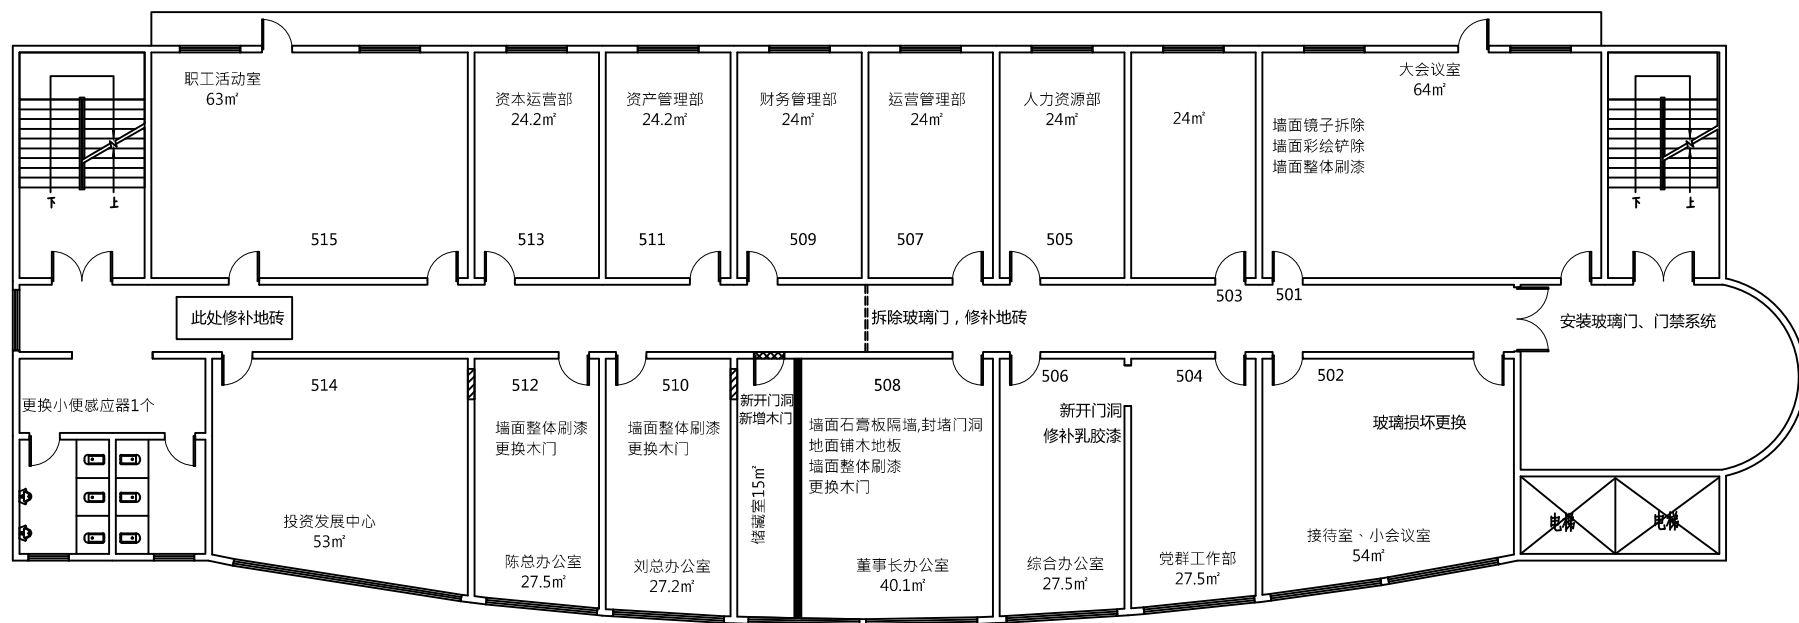 职工活动室
63㎡
资本运营部
24.2㎡
资产管理部
24.2㎡
财务管理部
24㎡
运营管理部
24㎡
人力资源部
24㎡
24㎡
大会议室
64㎡
墙面镜子拆除
墙面彩绘铲除
墙面整体刷漆
下
上
下
上
515
513
511
509
507
505
503
501
此处修补地砖
拆除玻璃门，修补地砖
安装玻璃门、门禁系统
更换小便感应器1个
514
512
510
508
506
504
502
新开门洞
新增木门
墙面整体刷漆
更换木门
墙面整体刷漆
更换木门
墙面石膏板隔墙,封堵门洞
地面铺木地板
墙面整体刷漆
更换木门
新开门洞
修补乳胶漆
玻璃损坏更换
储藏室15㎡
投资发展中心
53㎡
陈总办公室
27.5㎡
刘总办公室
27.2㎡
董事长办公室
40.1㎡
综合办公室
27.5㎡
党群工作部
27.5㎡
接待室、小会议室
54㎡
电梯
电梯